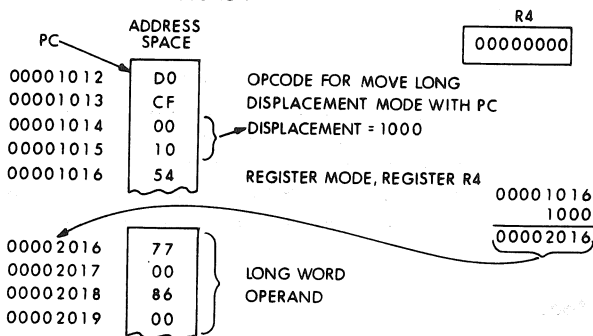 R4
00000000
ADDRESS
SPACE
PC
00001012 D0 OPCODE FOR MOVE LONG
00001013 CF DISPLACEMENT MODE WITH PC
00001014 00
DISPLACEMENT = 1000
00001015 10
00001016 54 REGISTER MODE, REGISTER R4
00001016
1000
00002016
00002016 77
00002017 00 LONG WORD
00002018 86 OPERAND
00002019 00